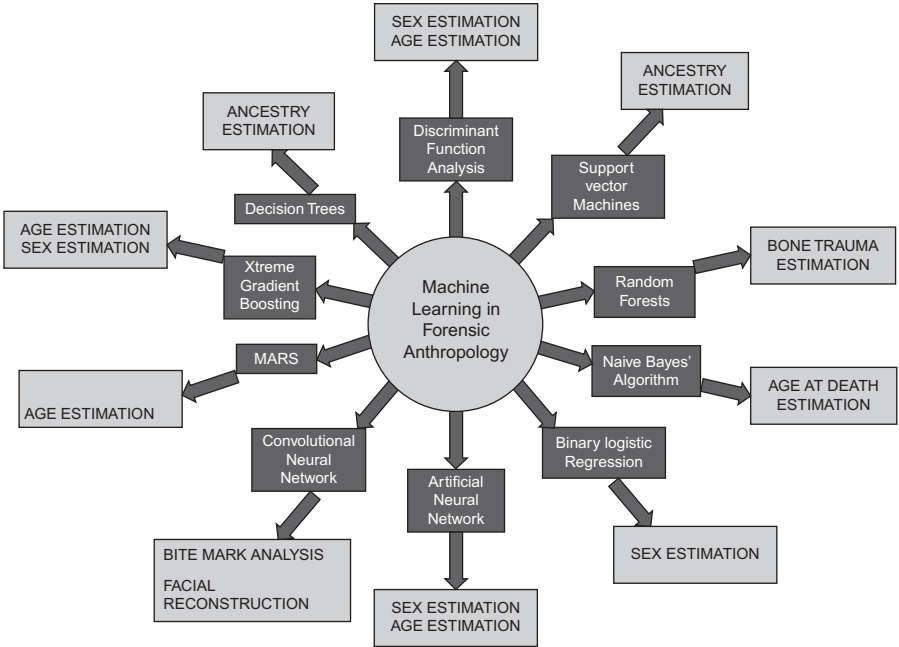 SEX ESTIMATION
AGE ESTIMATION
Discriminant
Function
Analysis
ANCESTRY
ESTIMATION
Support
vector
Machines
ANCESTRY
ESTIMATION
Decision Trees
AGE ESTIMATION
SEX ESTIMATION
Xtreme
Gradient
Boosting
Machine
Learning in
Forensic
Anthropology
Random
Forests
BONE TRAUMA
ESTIMATION
MARS
AGE ESTIMATION
Naive Bayes’
Algorithm
AGE AT DEATH
ESTIMATION
Convolutional
Neural
Network
BITE MARK ANALYSIS
FACIAL
RECONSTRUCTION
Artificial
Neural
Network
SEX ESTIMATION
AGE ESTIMATION
Binary logistic
Regression
SEX ESTIMATION